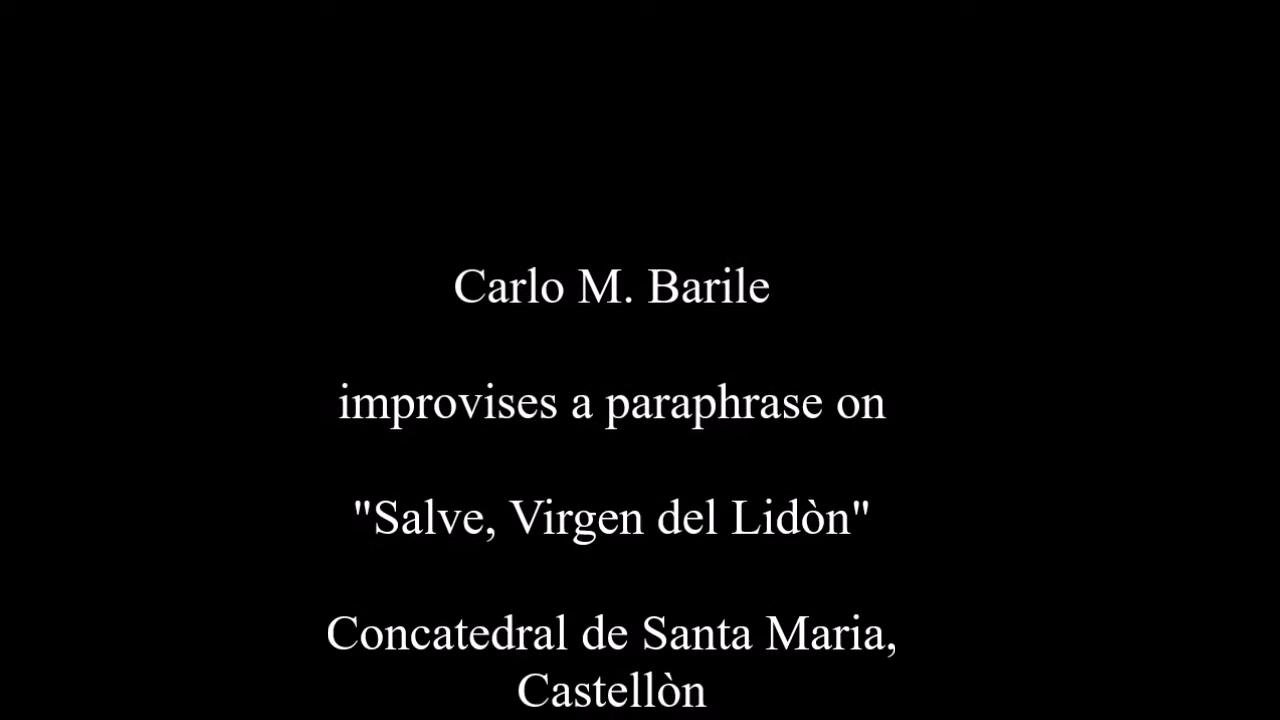 Carlo M. Barile
improvises a paraphrase on
"Salve, Virgen del Lidòn"
Concatedral de Santa Maria,
Castellòn